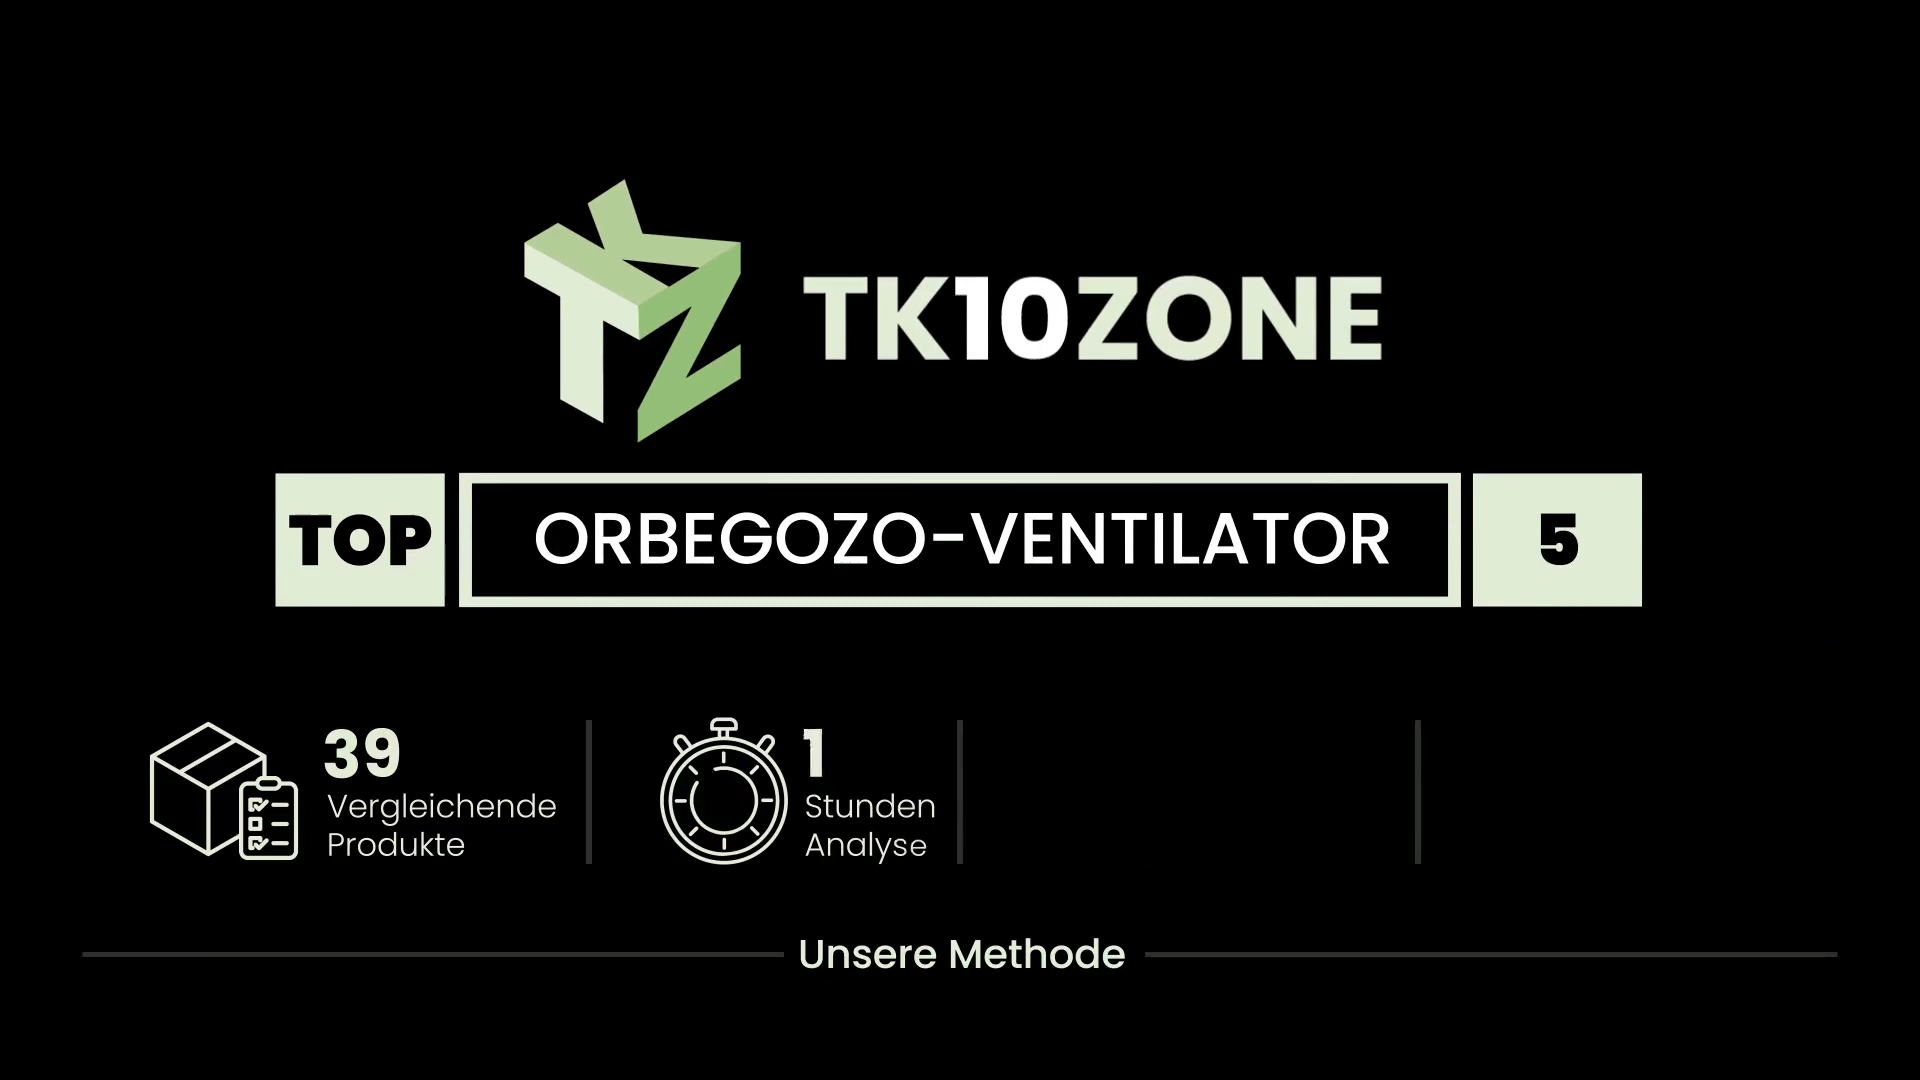 TK10ZONE
TOP ORBEGOZO-VENTILATOR 5
39
Vergleichende
Produkte
1
Stunden
Analyse
Unsere Methode